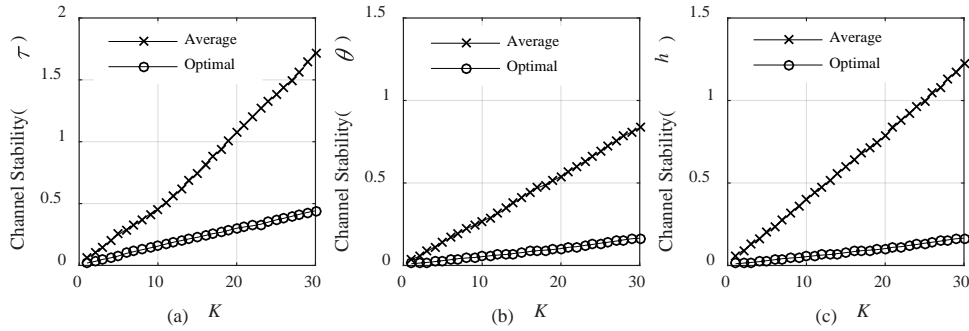 Channel Stability( τ )
2
1.5
1
0.5
0
0 10 20 30
Average
Optimal
(a) K
Channel Stability( θ )
1.5
1
0.5
0
0 10 20 30
Average
Optimal
(b) K
Channel Stability( h )
1.5
1
0.5
0
0 10 20 30
Average
Optimal
(c) K